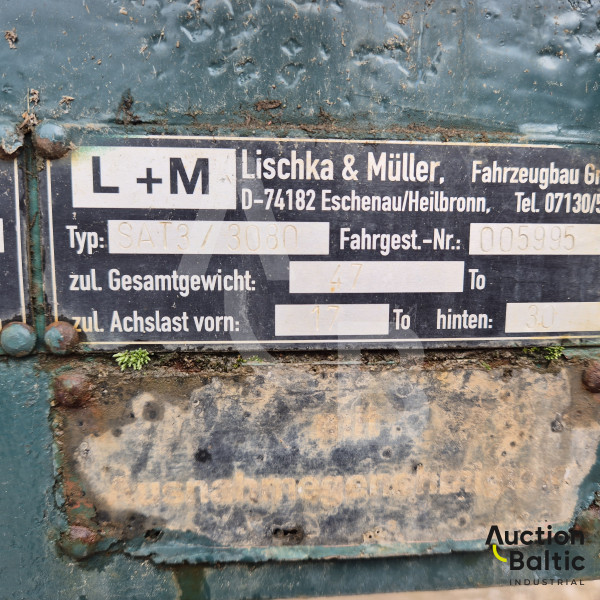 L+M
Lischka & Müller, Fahrzeugbau G
D-74182 Eschenau/Heilbronn, Tel. 07130/5
Typ: SAT3/3080 Fahrgest.-Nr.: 005995
zul. Gesamtgewicht: 47 To
zul. Achslast vorn: 17 To hinten: 30
Ausnahmegenehmig
Auction
Baltic
INDUSTRIAL